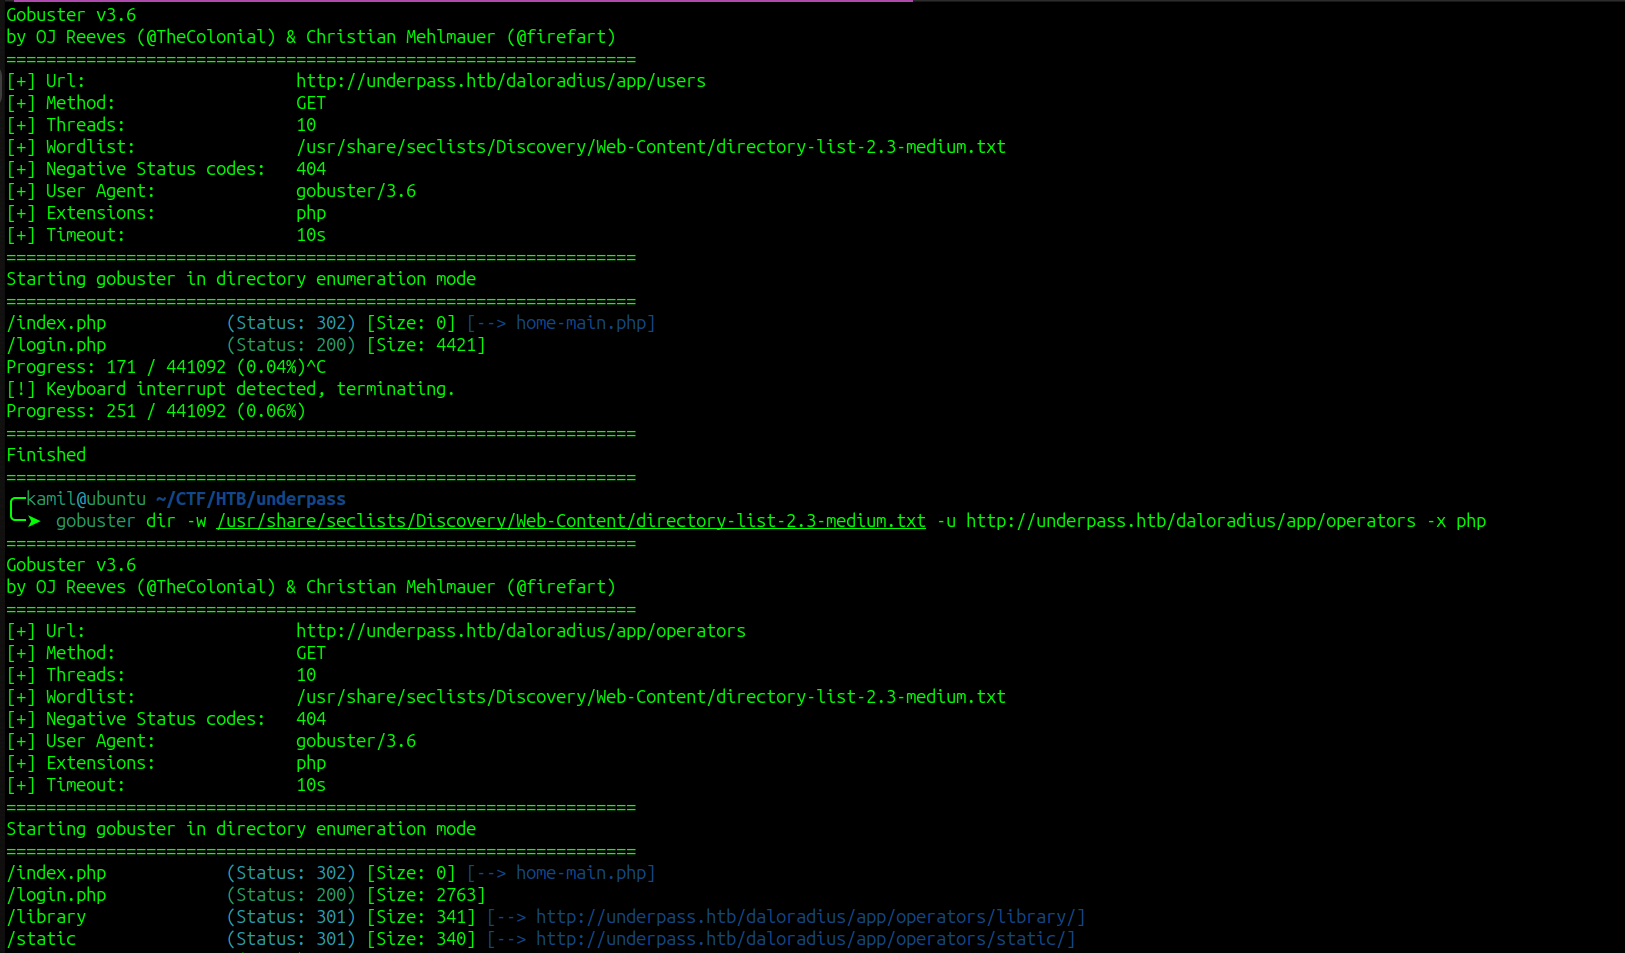 Gobuster v3.6
by OJ Reeves (@TheColonial) & Christian Mehlmauer (@firefart)
===============================================================
[+] Url:                     http://underpass.htb/daloradius/app/users
[+] Method:                  GET
[+] Threads:                 10
[+] Wordlist:                /usr/share/seclists/Discovery/Web-Content/directory-list-2.3-medium.txt
[+] Negative Status codes:   404
[+] User Agent:              gobuster/3.6
[+] Extensions:              php
[+] Timeout:                 10s
===============================================================
Starting gobuster in directory enumeration mode
===============================================================
/index.php            (Status: 302) [Size: 0] [--> home-main.php]
/login.php            (Status: 200) [Size: 4421]
Progress: 171 / 441092 (0.04%)^C
[!] Keyboard interrupt detected, terminating.
Progress: 251 / 441092 (0.06%)
===============================================================
Finished
===============================================================
╭─kamil@ubuntu ~/CTF/HTB/underpass
╰─➤  gobuster dir -w /usr/share/seclists/Discovery/Web-Content/directory-list-2.3-medium.txt -u http://underpass.htb/daloradius/app/operators -x php
===============================================================
Gobuster v3.6
by OJ Reeves (@TheColonial) & Christian Mehlmauer (@firefart)
===============================================================
[+] Url:                     http://underpass.htb/daloradius/app/operators
[+] Method:                  GET
[+] Threads:                 10
[+] Wordlist:                /usr/share/seclists/Discovery/Web-Content/directory-list-2.3-medium.txt
[+] Negative Status codes:   404
[+] User Agent:              gobuster/3.6
[+] Extensions:              php
[+] Timeout:                 10s
===============================================================
Starting gobuster in directory enumeration mode
===============================================================
/index.php            (Status: 302) [Size: 0] [--> home-main.php]
/login.php            (Status: 200) [Size: 2763]
/library              (Status: 301) [Size: 341] [--> http://underpass.htb/daloradius/app/operators/library/]
/static               (Status: 301) [Size: 340] [--> http://underpass.htb/daloradius/app/operators/static/]